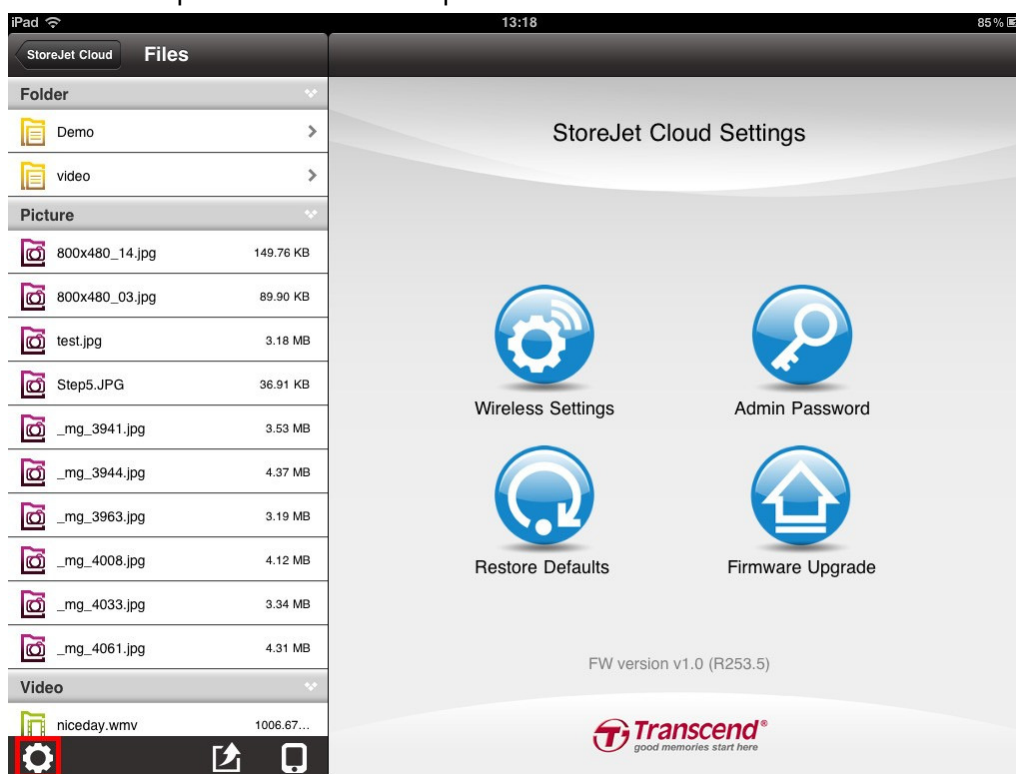 iPad 13:18 85%
StoreJet Cloud Files
Folder
Demo
video
Picture
800x480_14.jpg 149.76 KB
800x480_03.jpg 89.90 KB
test.jpg 3.18 MB
Step5.JPG 36.91 KB
_mg_3941.jpg 3.53 MB
_mg_3944.jpg 4.37 MB
_mg_3963.jpg 3.19 MB
_mg_4008.jpg 4.12 MB
_mg_4033.jpg 3.34 MB
_mg_4061.jpg 4.31 MB
Video
niceday.wmv 1006.67...
StoreJet Cloud Settings
Wireless Settings Admin Password
Restore Defaults Firmware Upgrade
FW version v1.0 (R253.5)
Transcend®
good memories start here